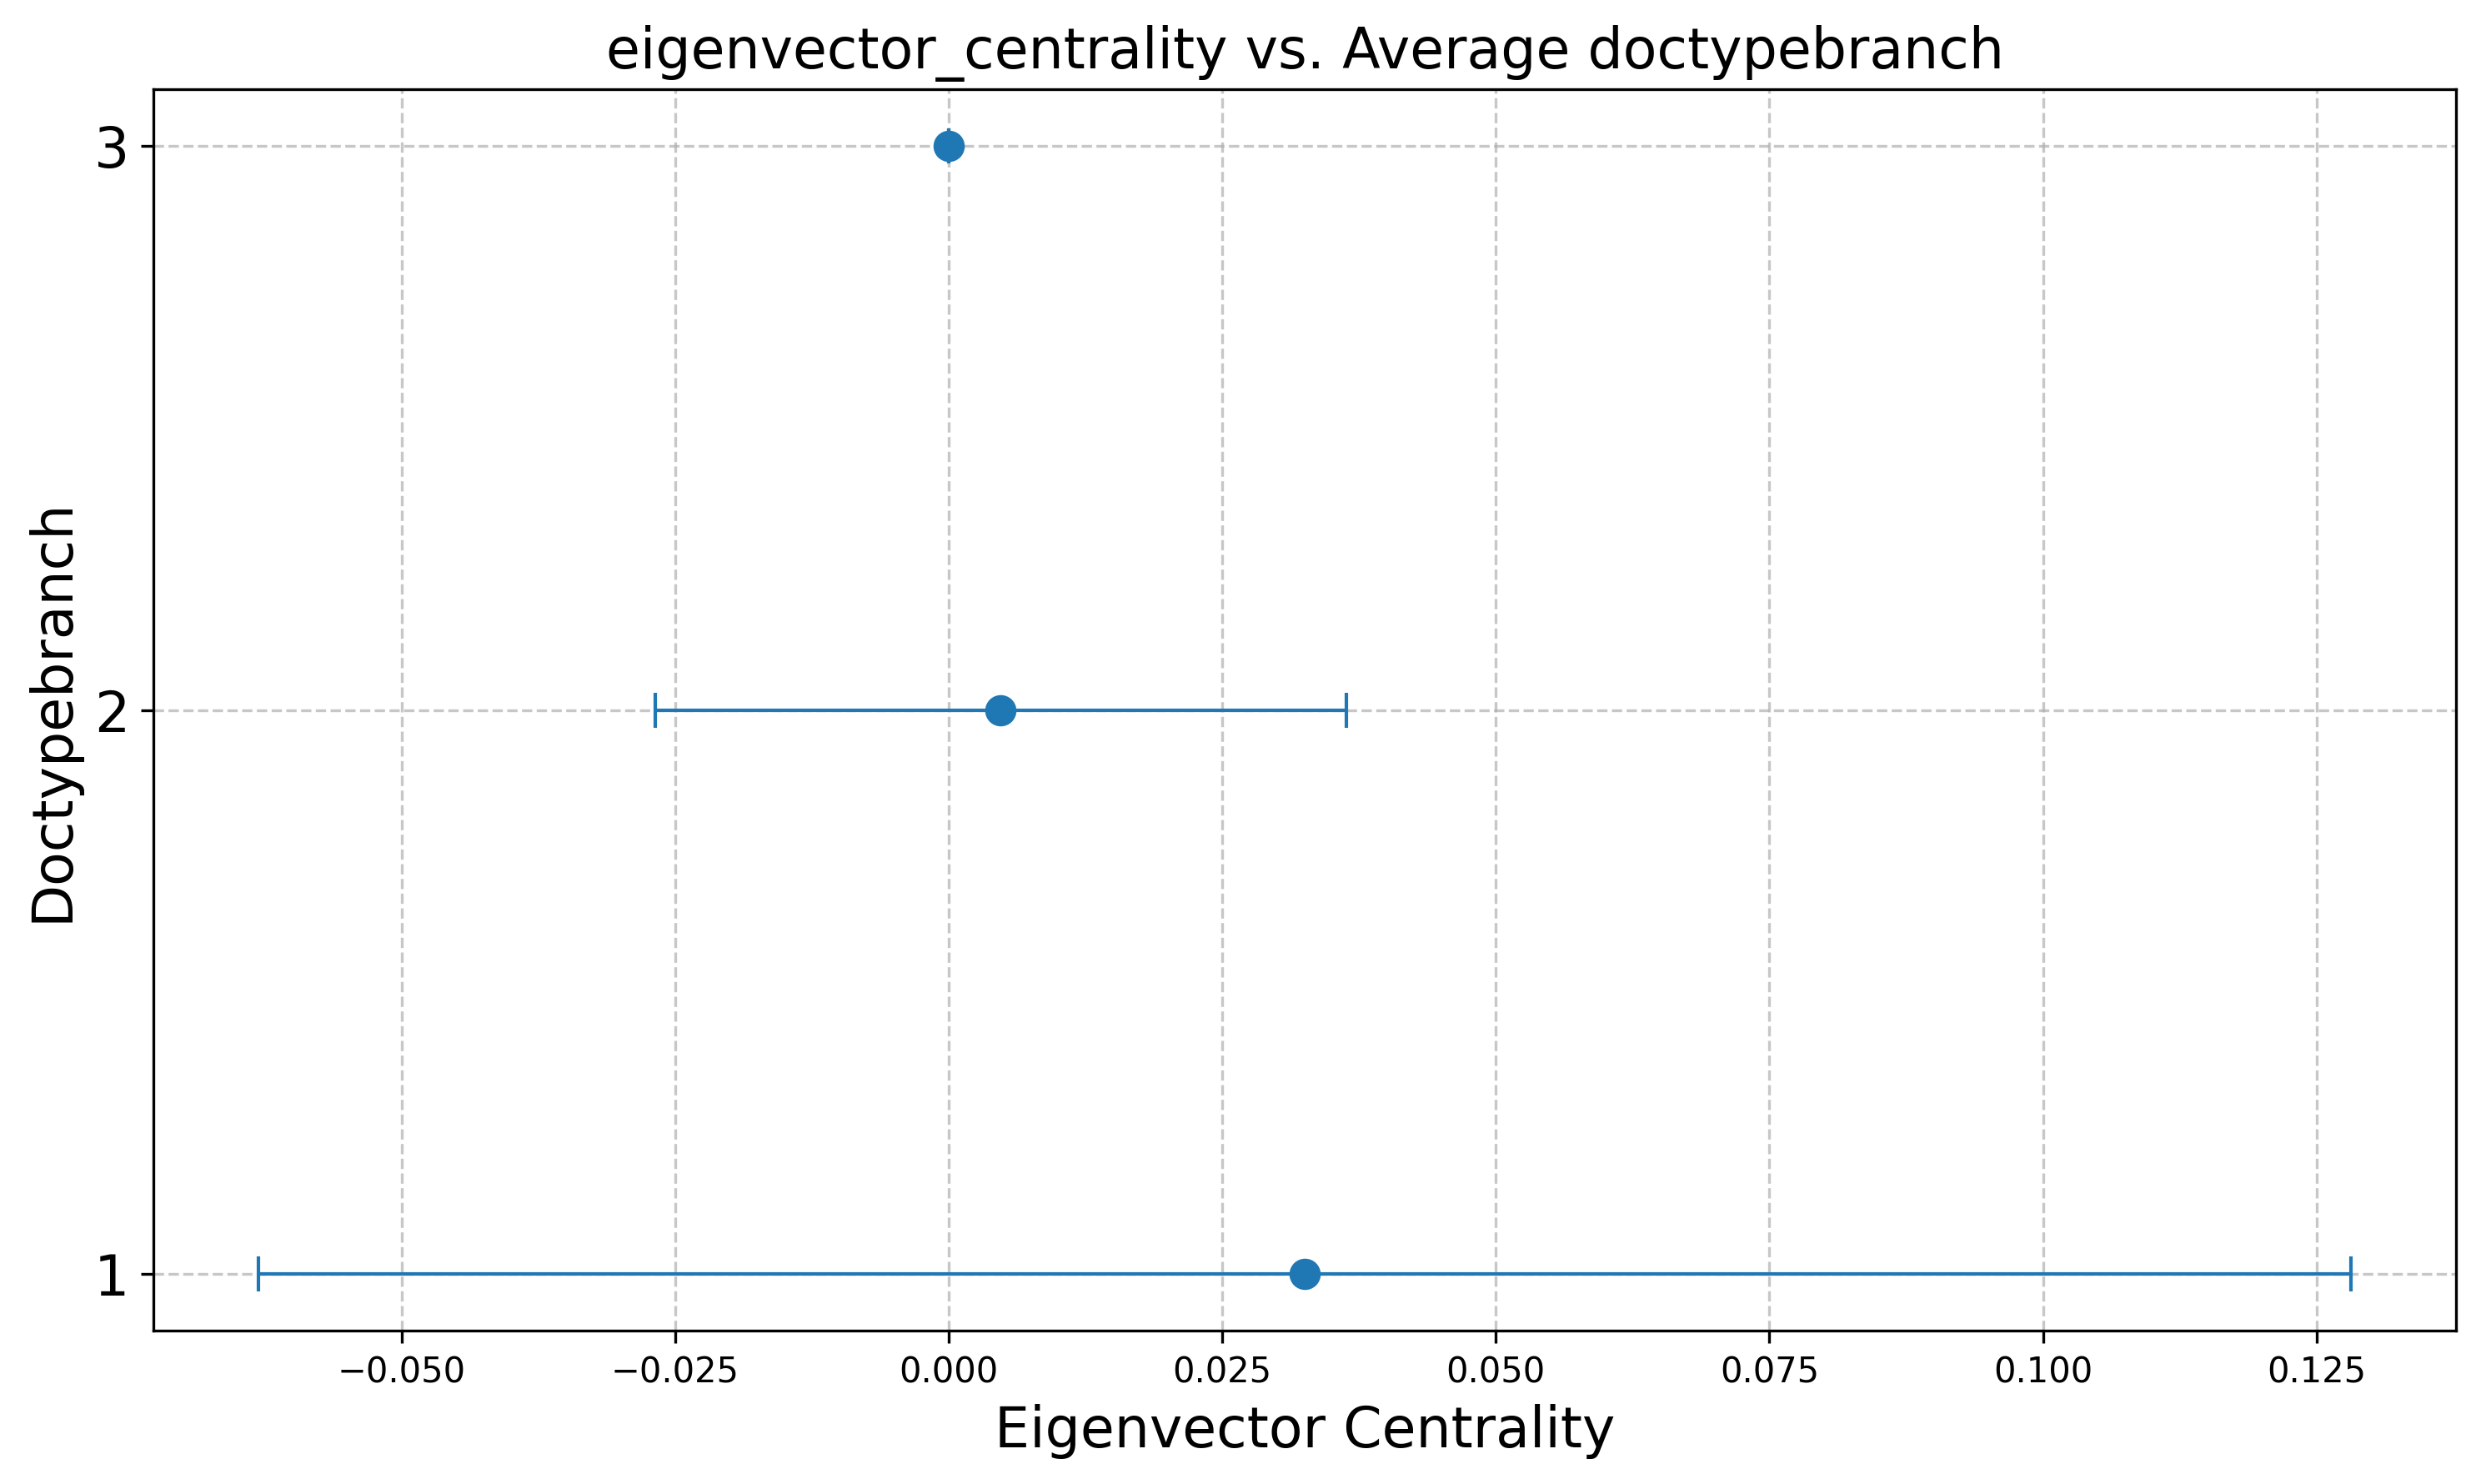 eigenvector_centrality vs. Average doctypebranch
Doctypebranch
3
2
1
−0.050 −0.025 0.000 0.025 0.050 0.075 0.100 0.125
Eigenvector Centrality